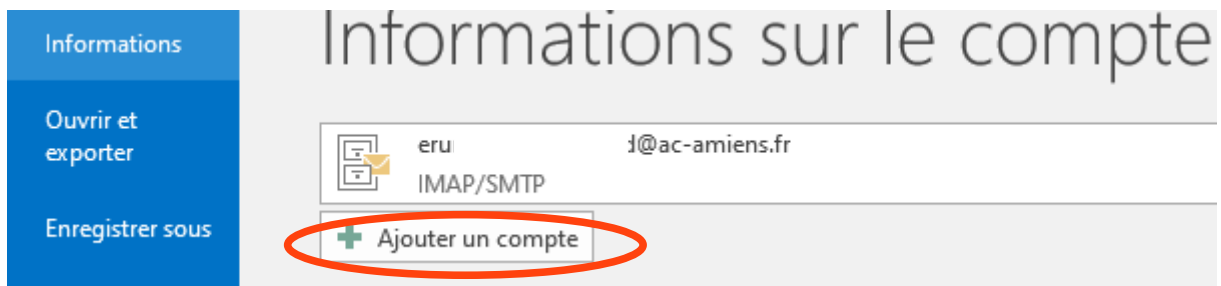 Informations
Ouvrir et
exporter
Enregistrer sous
Informations sur le compte
eru d@ac-amiens.fr
IMAP/SMTP
Ajouter un compte